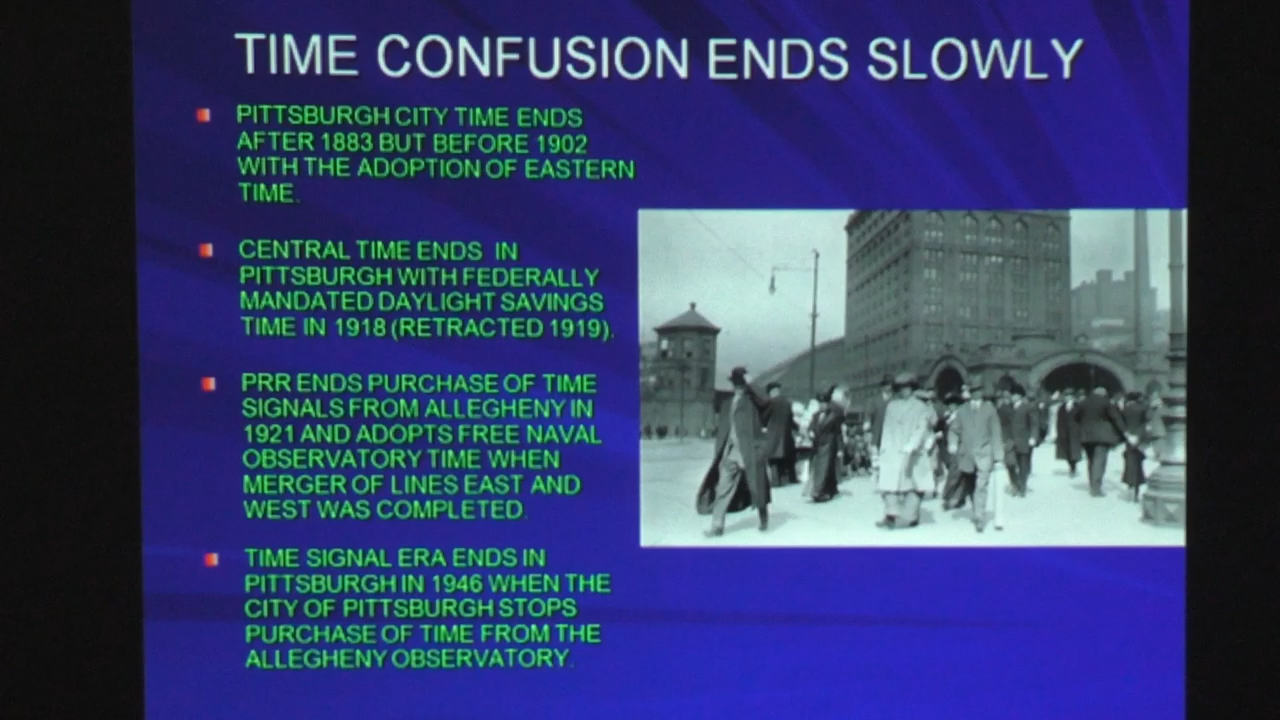 TIME CONFUSION ENDS SLOWLY
PITTSBURGH CITY TIME ENDS
AFTER 1883 BUT BEFORE 1902
WITH THE ADOPTION OF EASTERN
TIME.
CENTRAL TIME ENDS IN
PITTSBURGH WITH FEDERALLY
MANDATED DAYLIGHT SAVINGS
TIME IN 1918 (RETRACTED 1919).
PRR ENDS PURCHASE OF TIME
SIGNALS FROM ALLEGHENY IN
1921 AND ADOPTS FREE NAVAL
OBSERVATORY TIME WHEN
MERGER OF LINES EAST AND
WEST WAS COMPLETED.
TIME SIGNAL ERA ENDS IN
PITTSBURGH IN 1946 WHEN THE
CITY OF PITTSBURGH STOPS
PURCHASE OF TIME FROM THE
ALLEGHENY OBSERVATORY.